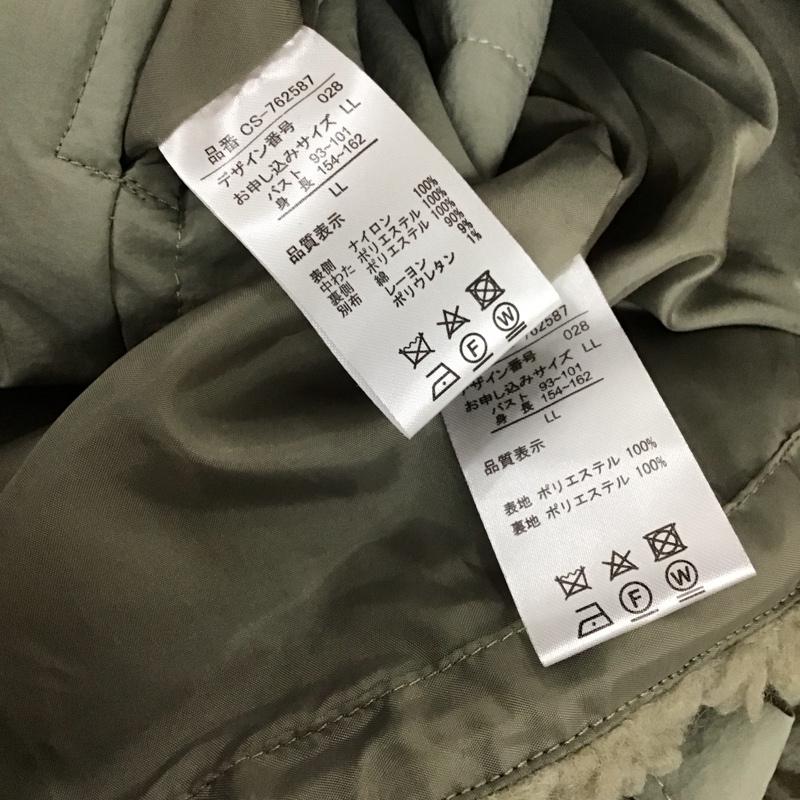 品番 CS-762587
デザイン番号 028
お申し込みサイズ LL
バスト 93~101
身 長 154~162
LL
品質表示
表側 ナイロン 100%
中わた ポリエステル 100%
裏側 ポリエステル 100%
別布 綿 90%
レーヨン 9%
ポリウレタン 1%
F W
762587
デザイン番号 028
お申し込みサイズ LL
バスト 93~101
身 長 154~162
LL
品質表示
表地 ポリエステル 100%
裏地 ポリエステル 100%
F W